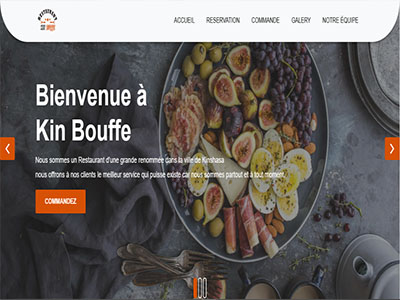 ACCUEIL RESERVATION COMMANDE GALERY NOTRE ÉQUIPE
Bienvenue à
Kin Bouffe
Nous sommes un Restaurant d'une grande renommée dans la ville de Kinshasa
nous offrons à nos clients le meilleur service qui puisse existe car nous sommes partout et à tout moment.
COMMANDEZ